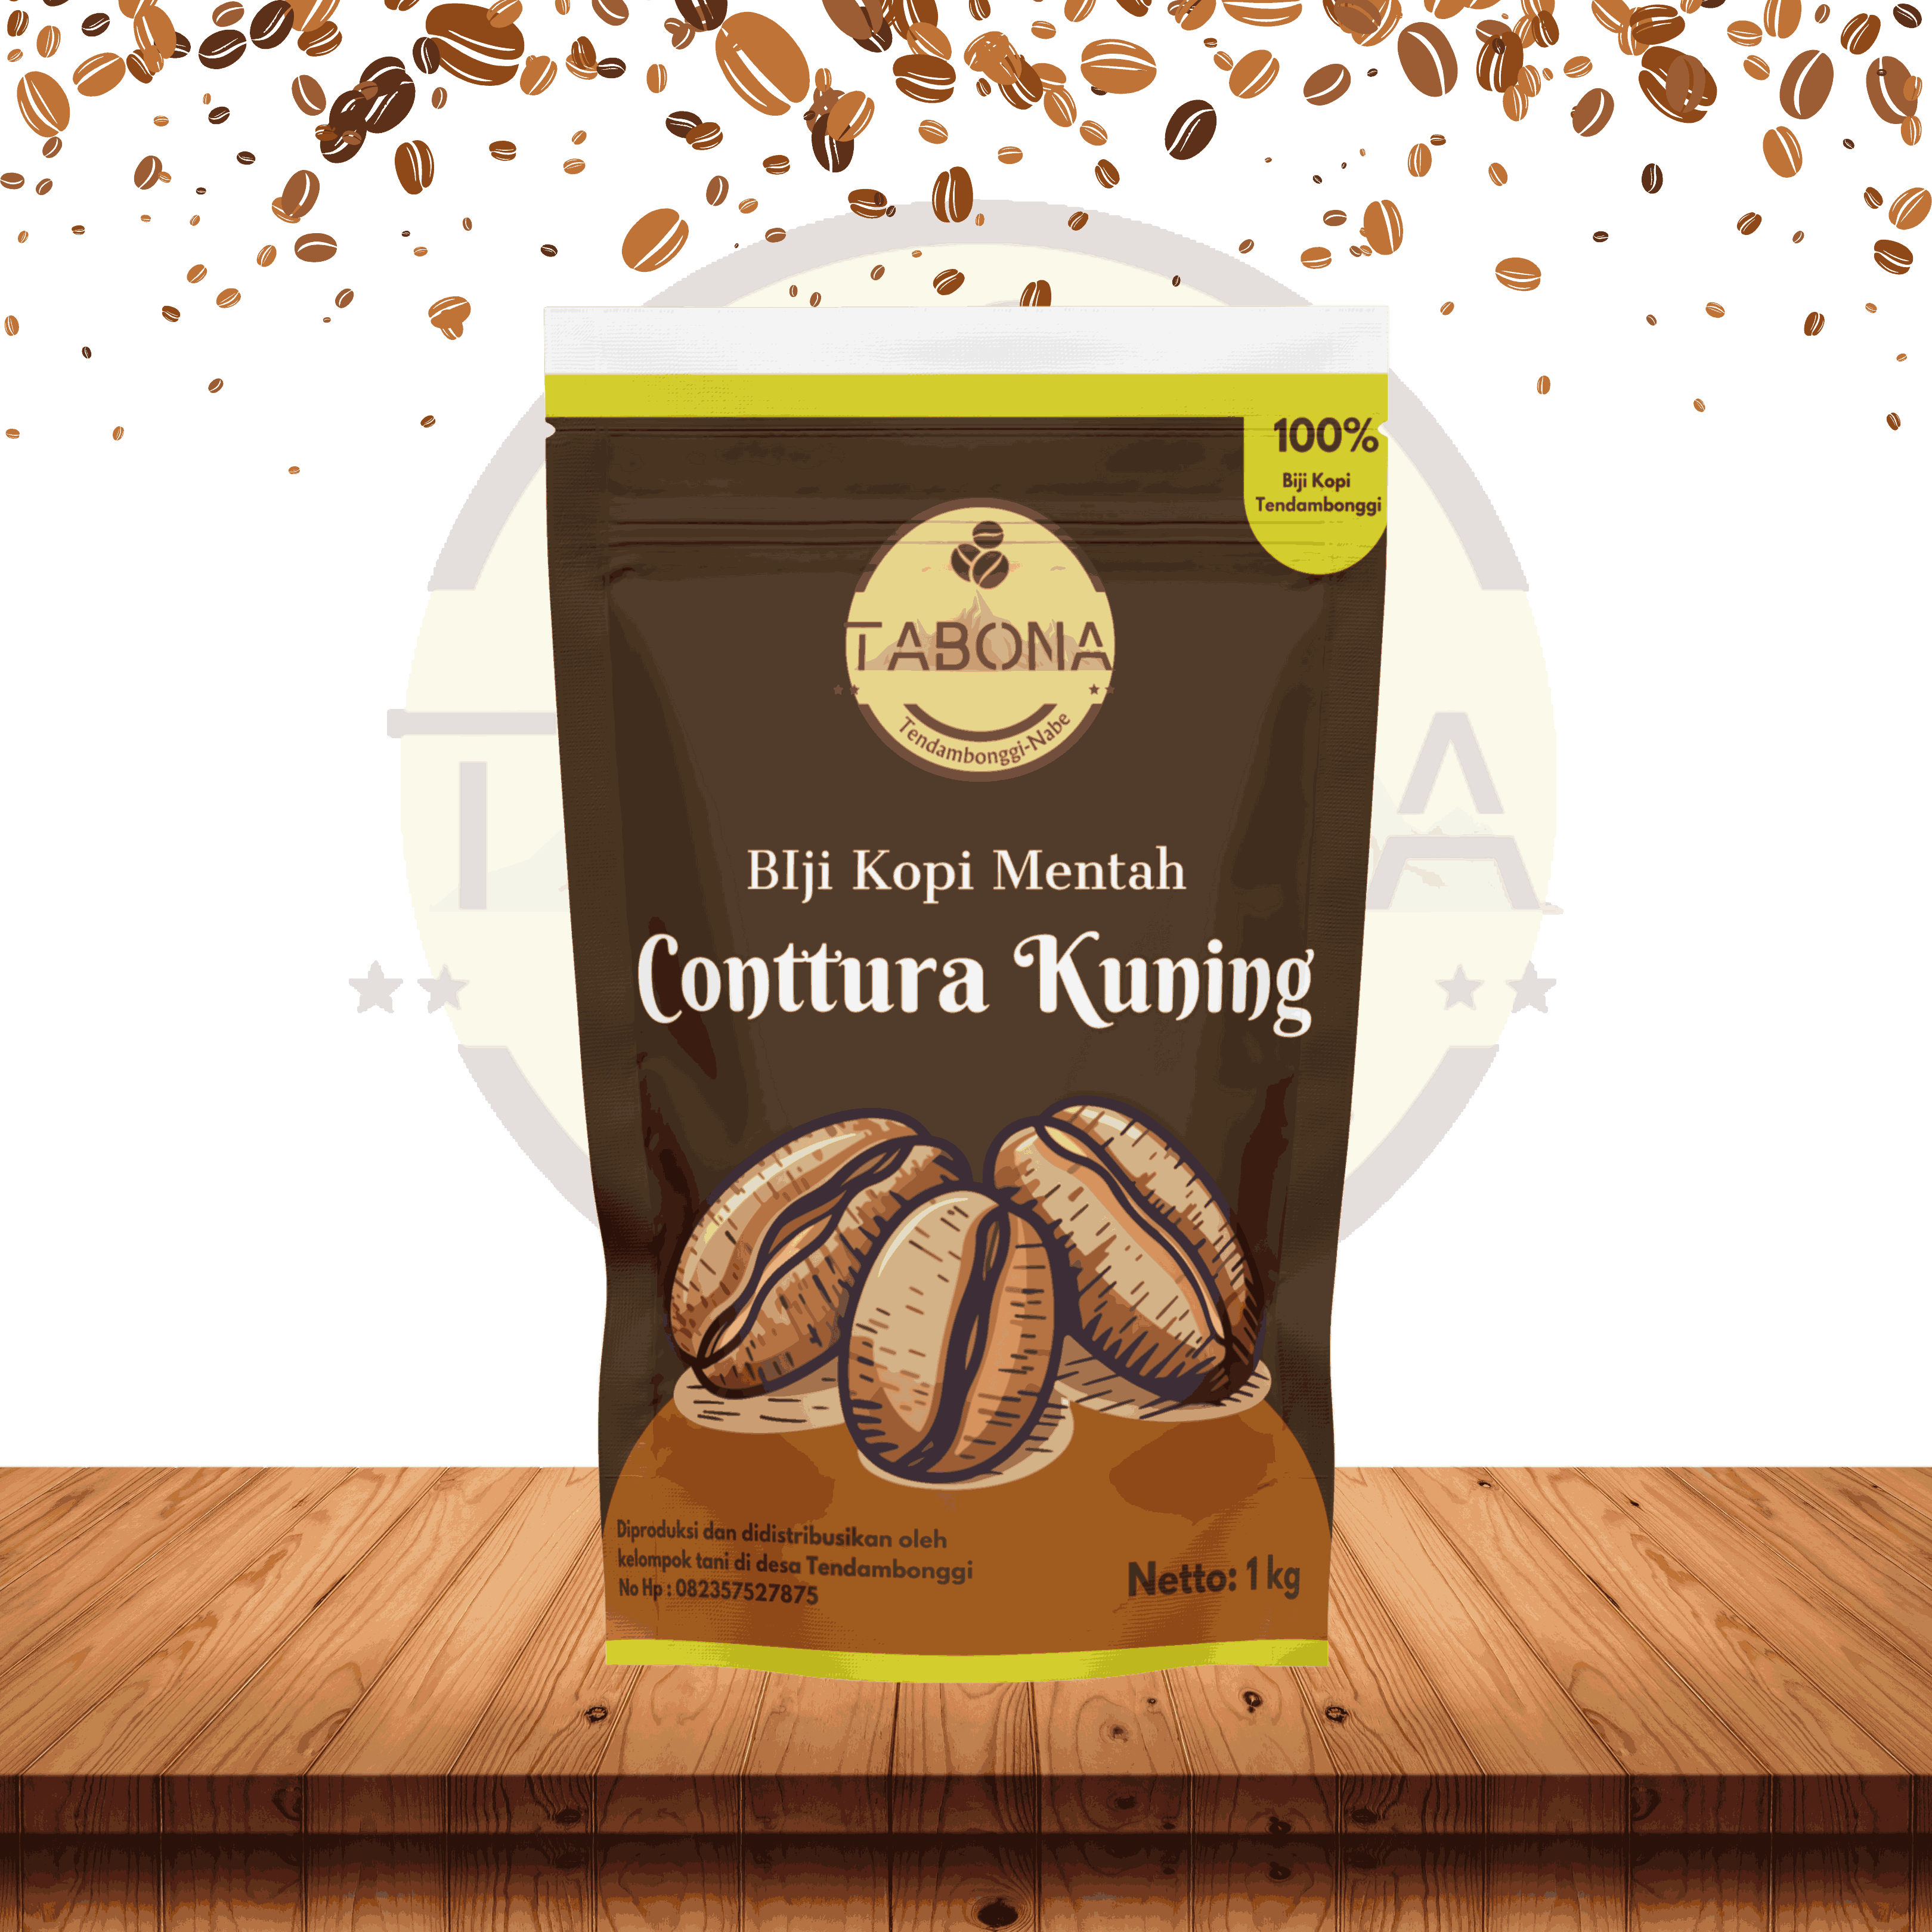 100%
Biji Kopi
Tendambonggi
TABONA
Tendambonggi-Nabe
BIji Kopi Mentah
Conttura Kuning
Diproduksi dan didistribusikan oleh
kelompok tani di desa Tendambonggi
No Hp : 082357527875
Netto: 1 kg
T A